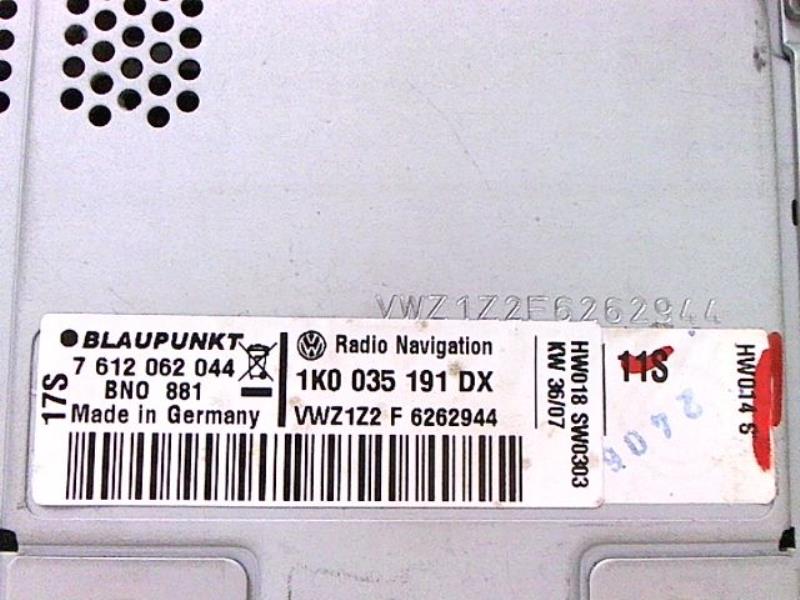 VWZ1Z2F6262944
BLAUPUNKT
7 612 062 044
BNO 881
Made in Germany
17S
Radio Navigation
1K0 035 191 DX
VWZ1Z2 F 6262944
HW018 SW0303
KW 36/07
11S
HW014 S